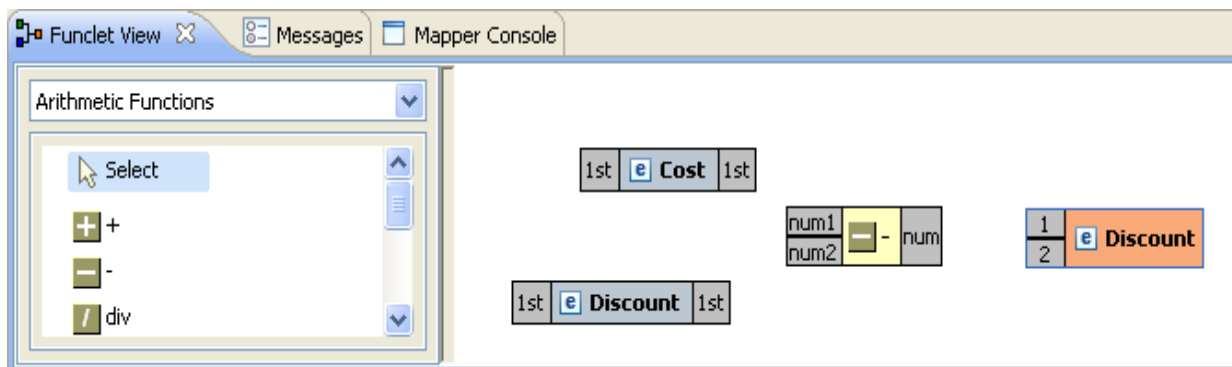 Funclet View Messages Mapper Console
Arithmetic Functions
Select
+ +
- -
/ div
1st e Cost 1st
num1 - - num
num2
1 e Discount
2
1st e Discount 1st